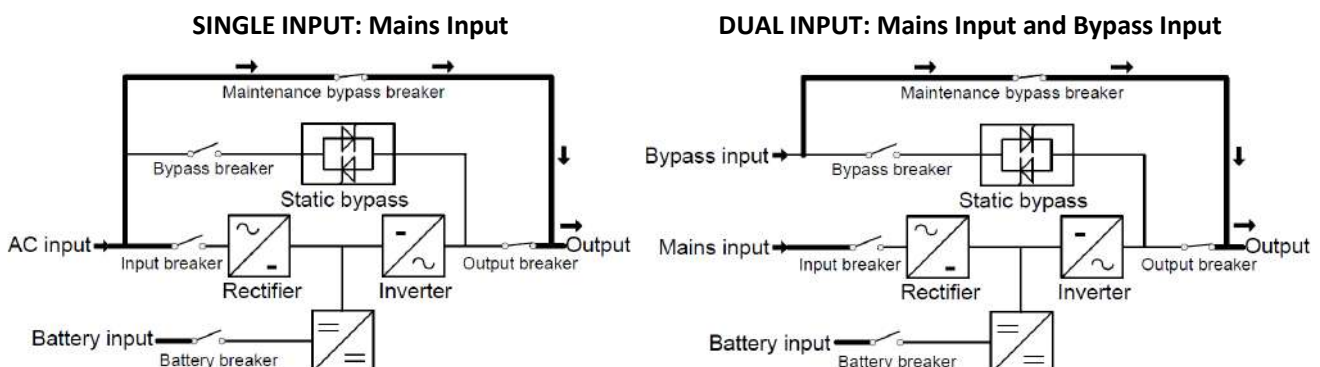 SINGLE INPUT: Mains Input
Maintenance bypass breaker
Bypass breaker
Static bypass
AC input
Input breaker
Rectifier
Inverter
Output breaker
Output
Battery input
Battery breaker
DUAL INPUT: Mains Input and Bypass Input
Maintenance bypass breaker
Bypass input
Bypass breaker
Static bypass
Mains input
Input breaker
Rectifier
Inverter
Output breaker
Output
Battery input
Battery breaker